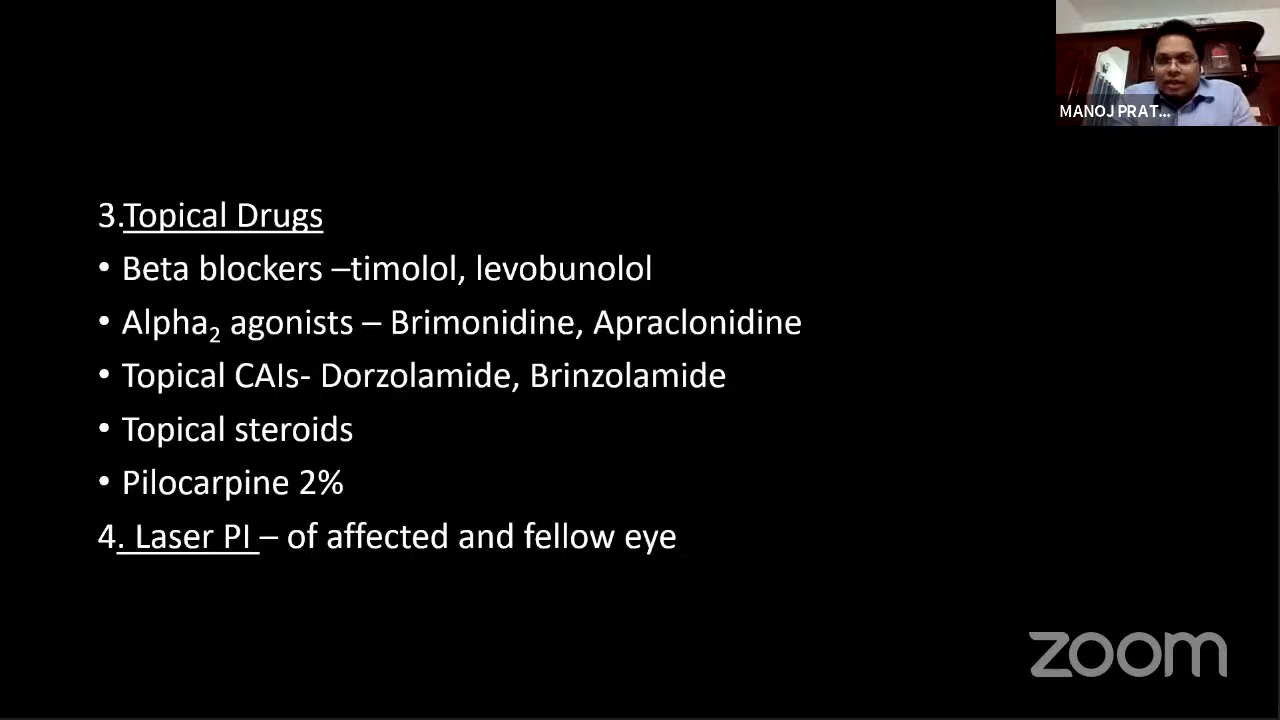 MANOJ PRAT...
3.Topical Drugs
• Beta blockers –timolol, levobunolol
• Alpha₂ agonists – Brimonidine, Apraclonidine
• Topical CAIs- Dorzolamide, Brinzolamide
• Topical steroids
• Pilocarpine 2%
4. Laser PI – of affected and fellow eye
zoom